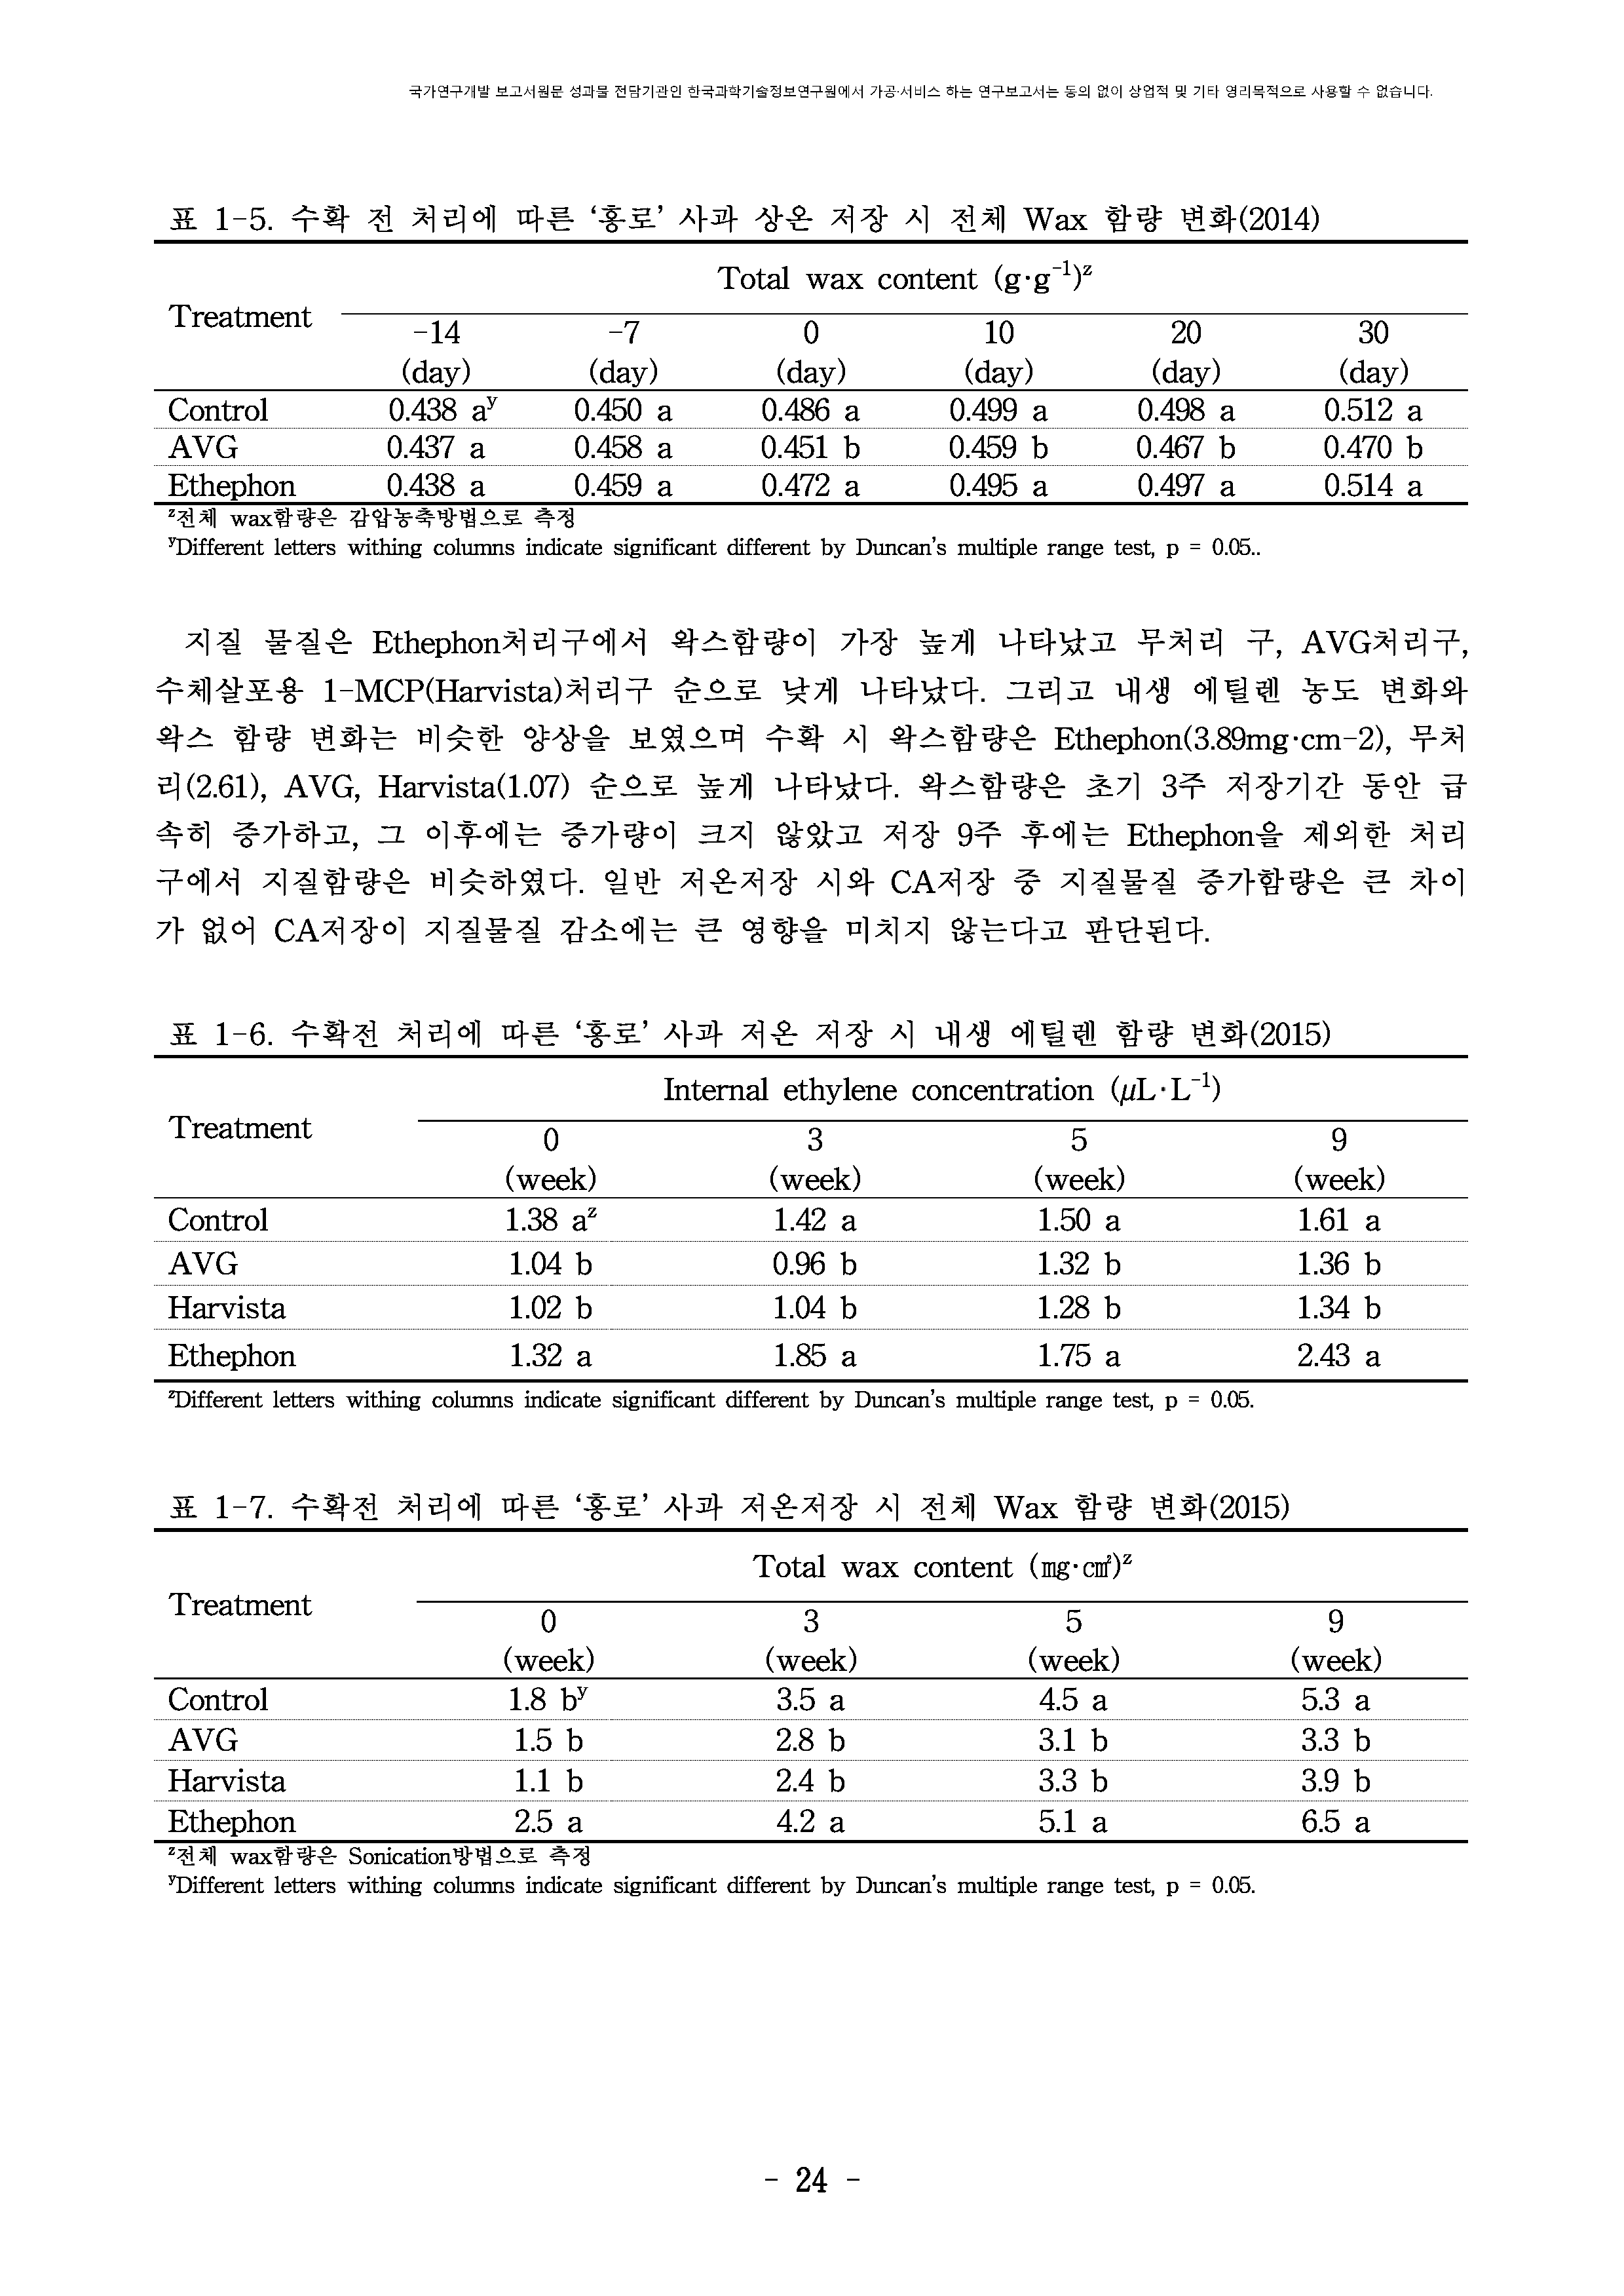 국가연구개발 보고서원문 성과물 전담기관인 한국과학기술정보연구원에서 가공·서비스 하는 연구보고서는 동의 없이 상업적 및 기타 영리목적으로 사용할 수 없습니다.
표 1-5. 수확 전 처리에 따른 ‘홍로’ 사과 상온 저장 시 전체 Wax 함량 변화(2014)
Total wax content (g·g⁻¹)ᶻ
Treatment
-14 -7 0 10 20 30
(day) (day) (day) (day) (day) (day)
Control 0.438 aʸ 0.450 a 0.486 a 0.499 a 0.498 a 0.512 a
AVG 0.437 a 0.458 a 0.451 b 0.459 b 0.467 b 0.470 b
Ethephon 0.438 a 0.459 a 0.472 a 0.495 a 0.497 a 0.514 a
ᶻ전체 wax함량은 감압농축방법으로 측정
ʸDifferent letters withing columns indicate significant different by Duncan's multiple range test, p = 0.05..
지질 물질은 Ethephon처리구에서 왁스함량이 가장 높게 나타났고 무처리 구, AVG처리구,
수체살포용 1-MCP(Harvista)처리구 순으로 낮게 나타났다. 그리고 내생 에틸렌 농도 변화와
왁스 함량 변화는 비슷한 양상을 보였으며 수확 시 왁스함량은 Ethephon(3.89mg·cm-2), 무처
리(2.61), AVG, Harvista(1.07) 순으로 높게 나타났다. 왁스함량은 초기 3주 저장기간 동안 급
속히 증가하고, 그 이후에는 증가량이 크지 않았고 저장 9주 후에는 Ethephon을 제외한 처리
구에서 지질함량은 비슷하였다. 일반 저온저장 시와 CA저장 중 지질물질 증가함량은 큰 차이
가 없어 CA저장이 지질물질 감소에는 큰 영향을 미치지 않는다고 판단된다.
표 1-6. 수확전 처리에 따른 ‘홍로’ 사과 저온 저장 시 내생 에틸렌 함량 변화(2015)
Internal ethylene concentration (μL·L⁻¹)
Treatment
0 3 5 9
(week) (week) (week) (week)
Control 1.38 aᶻ 1.42 a 1.50 a 1.61 a
AVG 1.04 b 0.96 b 1.32 b 1.36 b
Harvista 1.02 b 1.04 b 1.28 b 1.34 b
Ethephon 1.32 a 1.85 a 1.75 a 2.43 a
ᶻDifferent letters withing columns indicate significant different by Duncan's multiple range test, p = 0.05.
표 1-7. 수확전 처리에 따른 ‘홍로’ 사과 저온저장 시 전체 Wax 함량 변화(2015)
Total wax content (㎎·㎠)ᶻ
Treatment
0 3 5 9
(week) (week) (week) (week)
Control 1.8 bʸ 3.5 a 4.5 a 5.3 a
AVG 1.5 b 2.8 b 3.1 b 3.3 b
Harvista 1.1 b 2.4 b 3.3 b 3.9 b
Ethephon 2.5 a 4.2 a 5.1 a 6.5 a
ᶻ전체 wax함량은 Sonication방법으로 측정
ʸDifferent letters withing columns indicate significant different by Duncan's multiple range test, p = 0.05.
- 24 -